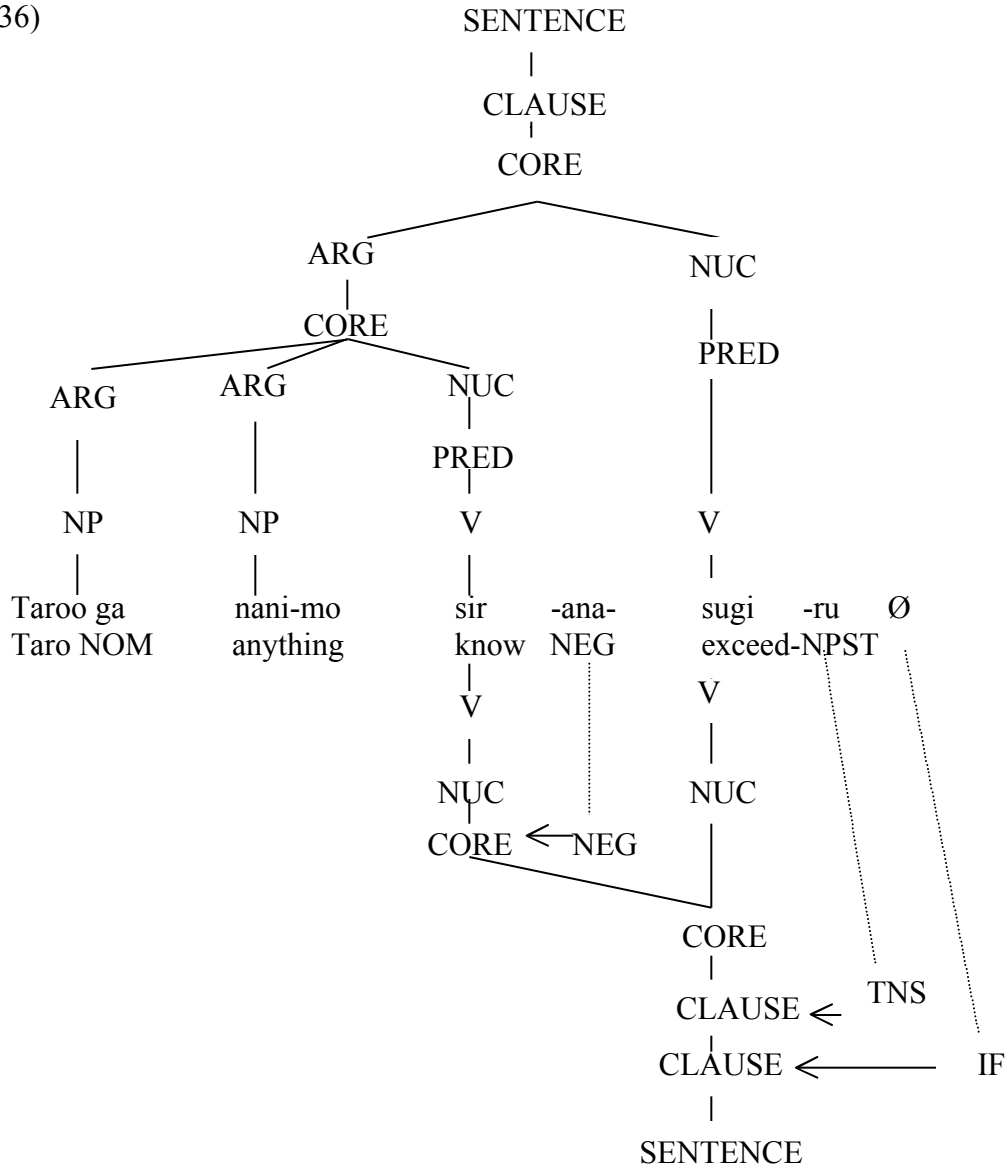 36)
SENTENCE
CLAUSE
CORE
ARG NUC
CORE
PRED
ARG ARG NUC
PRED
NP NP V V
Taroo ga nani-mo sir -ana- sugi -ru Ø
Taro NOM anything know NEG exceed-NPST
V V
NUC NUC
CORE NEG
CORE
TNS
CLAUSE
CLAUSE IF
SENTENCE